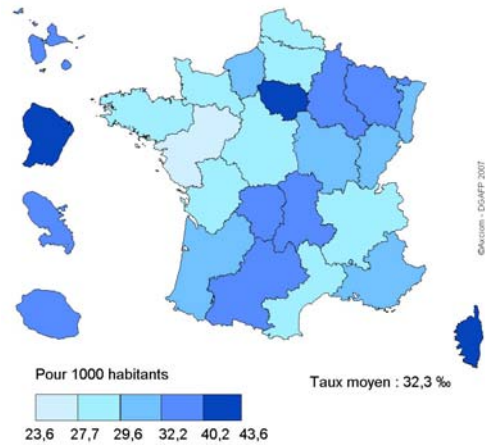 ©Axciom - DGAFP 2007
Pour 1000 habitants
Taux moyen : 32,3 ‰
23,6 27,7 29,6 32,2 40,2 43,6